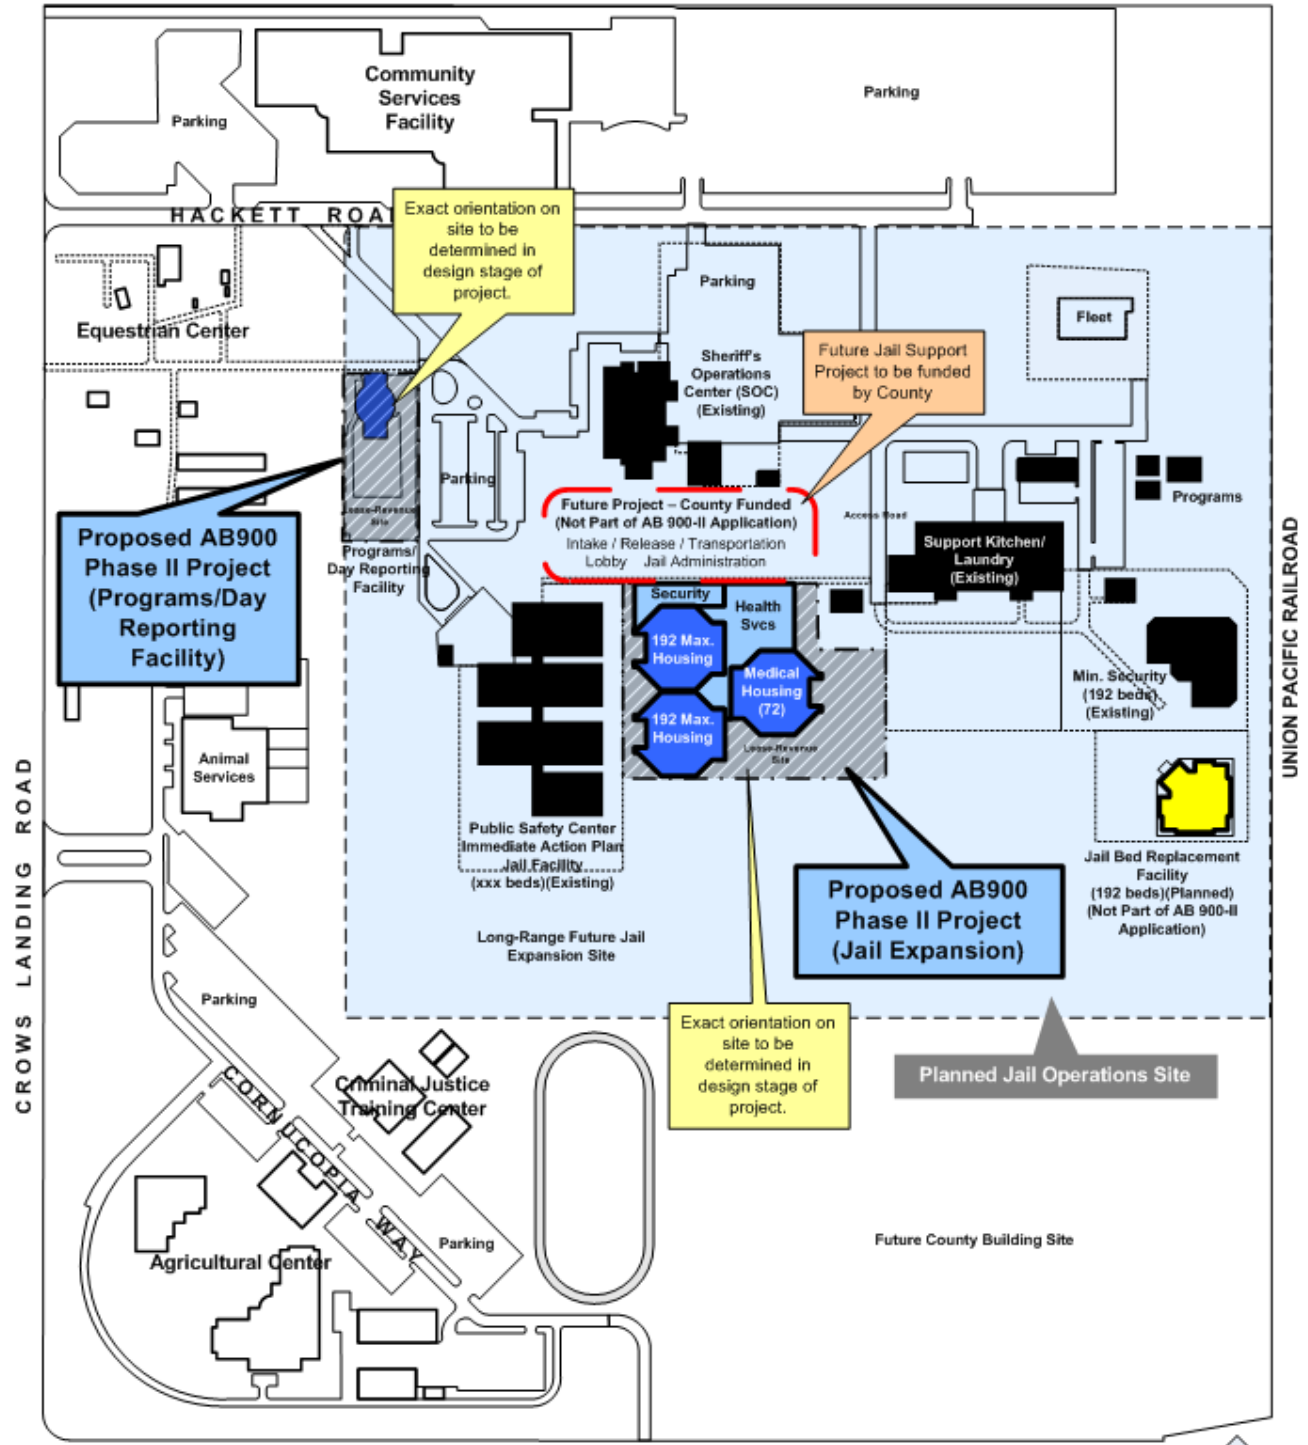 Community
Services
Facility
Parking
Parking
HACKETT ROAD
Exact orientation on
site to be
determined in
design stage of
project.
Parking
Equestrian Center
Fleet
Sheriff's
Operations
Center (SOC)
(Existing)
Future Jail Support
Project to be funded
by County
Parking
Programs
Future Project – County Funded
(Not Part of AB 900-II Application)
Intake / Release / Transportation
Lobby Jail Administration
Access Road
Lease-Revenue
Site
Programs/
Day Reporting
Facility
Proposed AB900
Phase II Project
(Programs/Day
Reporting
Facility)
Support Kitchen/
Laundry
(Existing)
Security
Health
Svcs
192 Max.
Housing
Medical
Housing
(72)
192 Max.
Housing
Lease-Revenue
Site
Min. Security
(192 beds)
(Existing)
UNION PACIFIC RAILROAD
Animal
Services
CROWS LANDING ROAD
Public Safety Center
Immediate Action Plan
Jail Facility
(xxx beds)(Existing)
Jail Bed Replacement
Facility
(192 beds)(Planned)
(Not Part of AB 900-II
Application)
Proposed AB900
Phase II Project
(Jail Expansion)
Long-Range Future Jail
Expansion Site
Parking
Exact orientation on
site to be
determined in
design stage of
project.
Planned Jail Operations Site
Criminal Justice
Training Center
CORNUCOPIA WAY
Parking
Future County Building Site
Agricultural Center